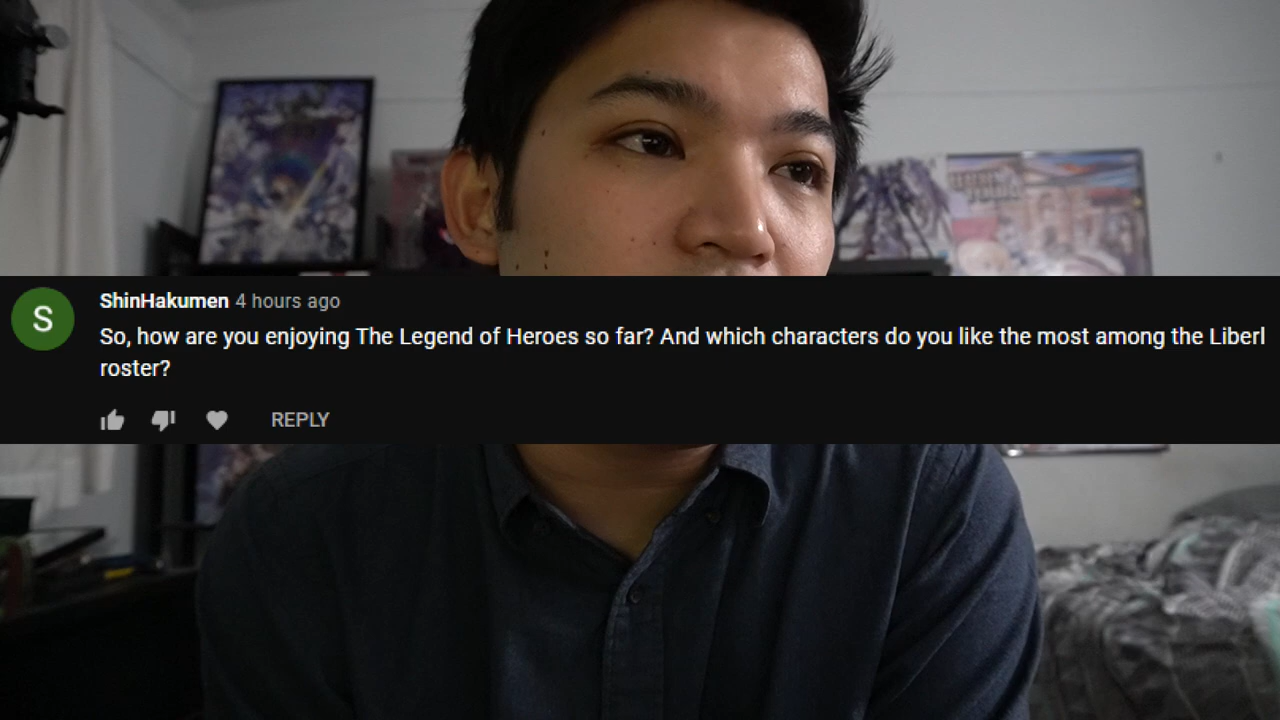 S
ShinHakumen 4 hours ago
So, how are you enjoying The Legend of Heroes so far? And which characters do you like the most among the Liberl
roster?
REPLY